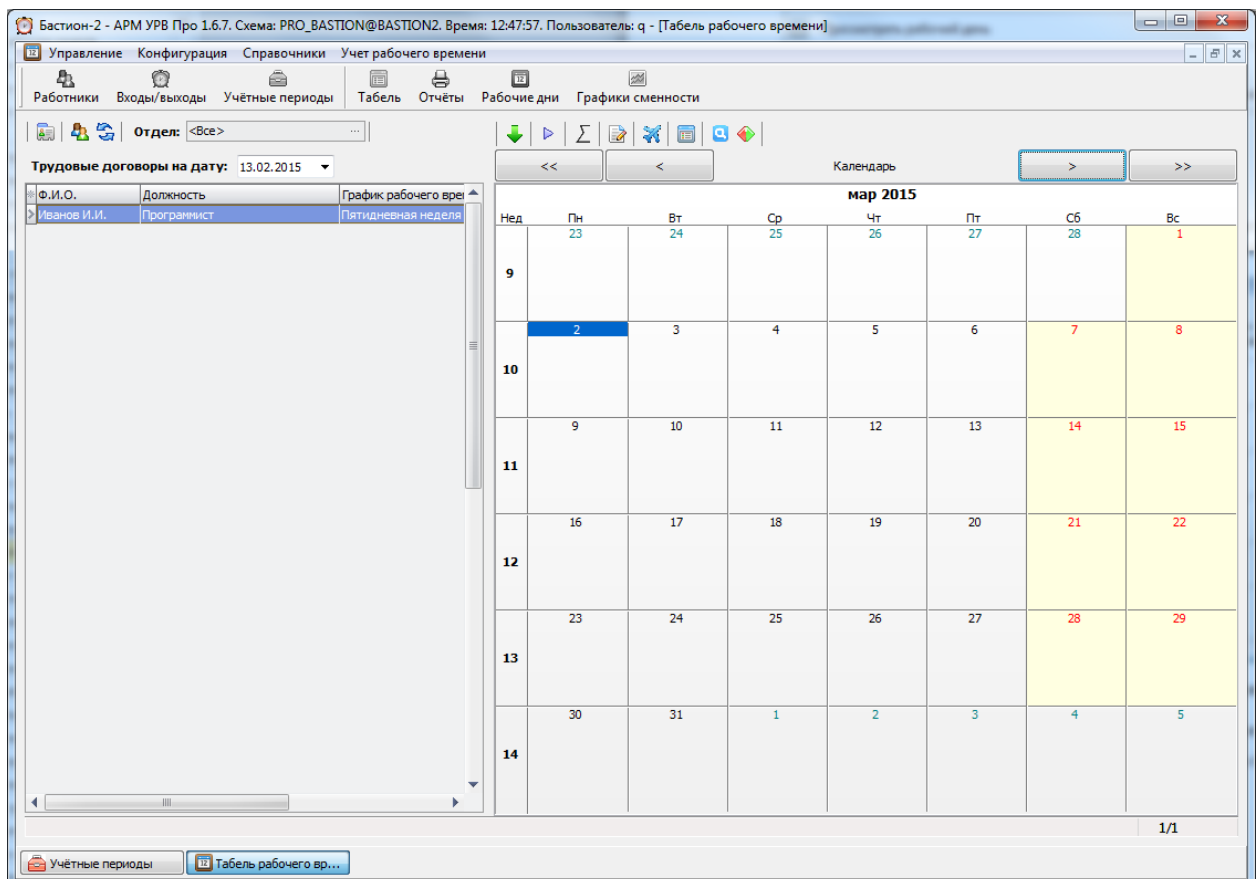 Бастион-2 - АРМ УРВ Про 1.6.7. Схема: PRO_BASTION@BASTION2. Время: 12:47:57. Пользователь: q - [Табель рабочего времени]
Управление Конфигурация Справочники Учет рабочего времени
Работники Входы/выходы Учётные периоды Табель Отчёты Рабочие дни Графики сменности
Отдел: <Все> ...
Трудовые договоры на дату: 13.02.2015
<< < Календарь > >>
Ф.И.О. Должность График рабочего врем
Иванов И.И. Программист Пятидневная неделя
мар 2015
Нед Пн Вт Ср Чт Пт Сб Вс
9 23 24 25 26 27 28 1
10 2 3 4 5 6 7 8
11 9 10 11 12 13 14 15
12 16 17 18 19 20 21 22
13 23 24 25 26 27 28 29
14 30 31 1 2 3 4 5
1/1
Учётные периоды Табель рабочего вр...